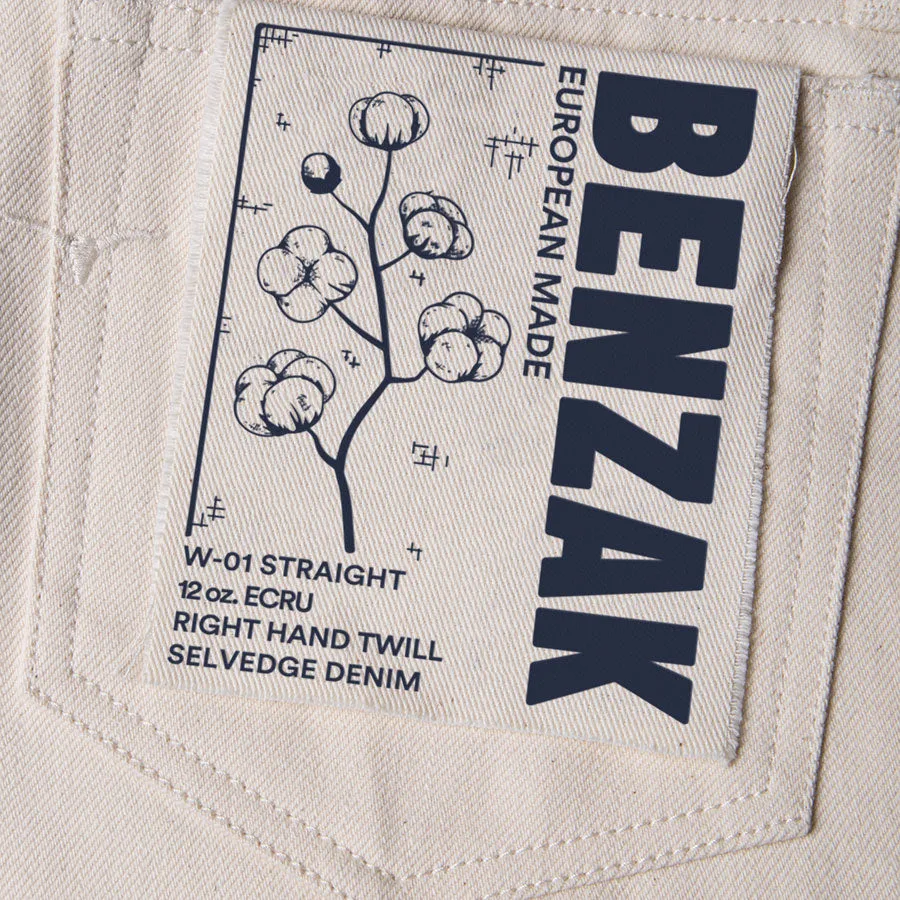 BENZAK
EUROPEAN MADE
W-01 STRAIGHT
12 oz. ECRU
RIGHT HAND TWILL
SELVEDGE DENIM